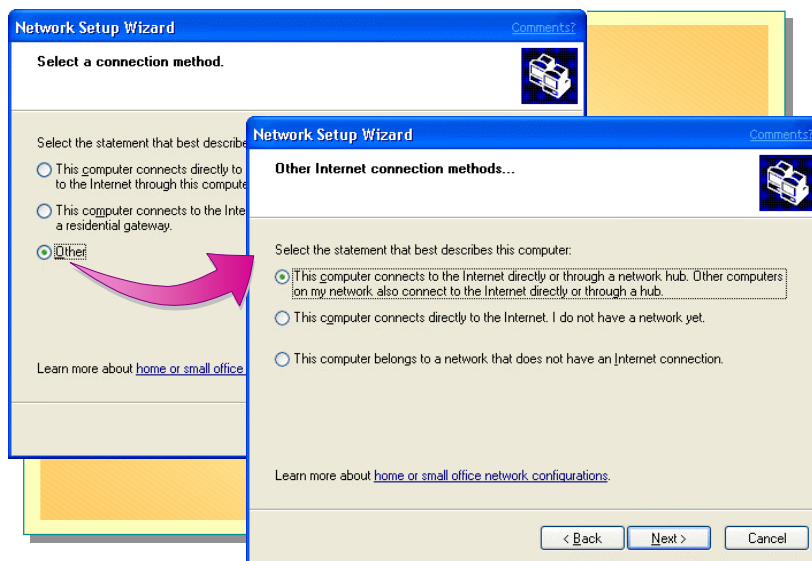 Network Setup Wizard
Comments?
Select a connection method.
Select the statement that best describe
This computer connects directly to
to the Internet through this compute
This computer connects to the Inte
a residential gateway.
Other
Learn more about home or small office
Network Setup Wizard
Comments?
Other Internet connection methods...
Select the statement that best describes this computer:
This computer connects to the Internet directly or through a network hub. Other computers
on my network also connect to the Internet directly or through a hub.
This computer connects directly to the Internet. I do not have a network yet.
This computer belongs to a network that does not have an Internet connection.
Learn more about home or small office network configurations.
< Back
Next >
Cancel